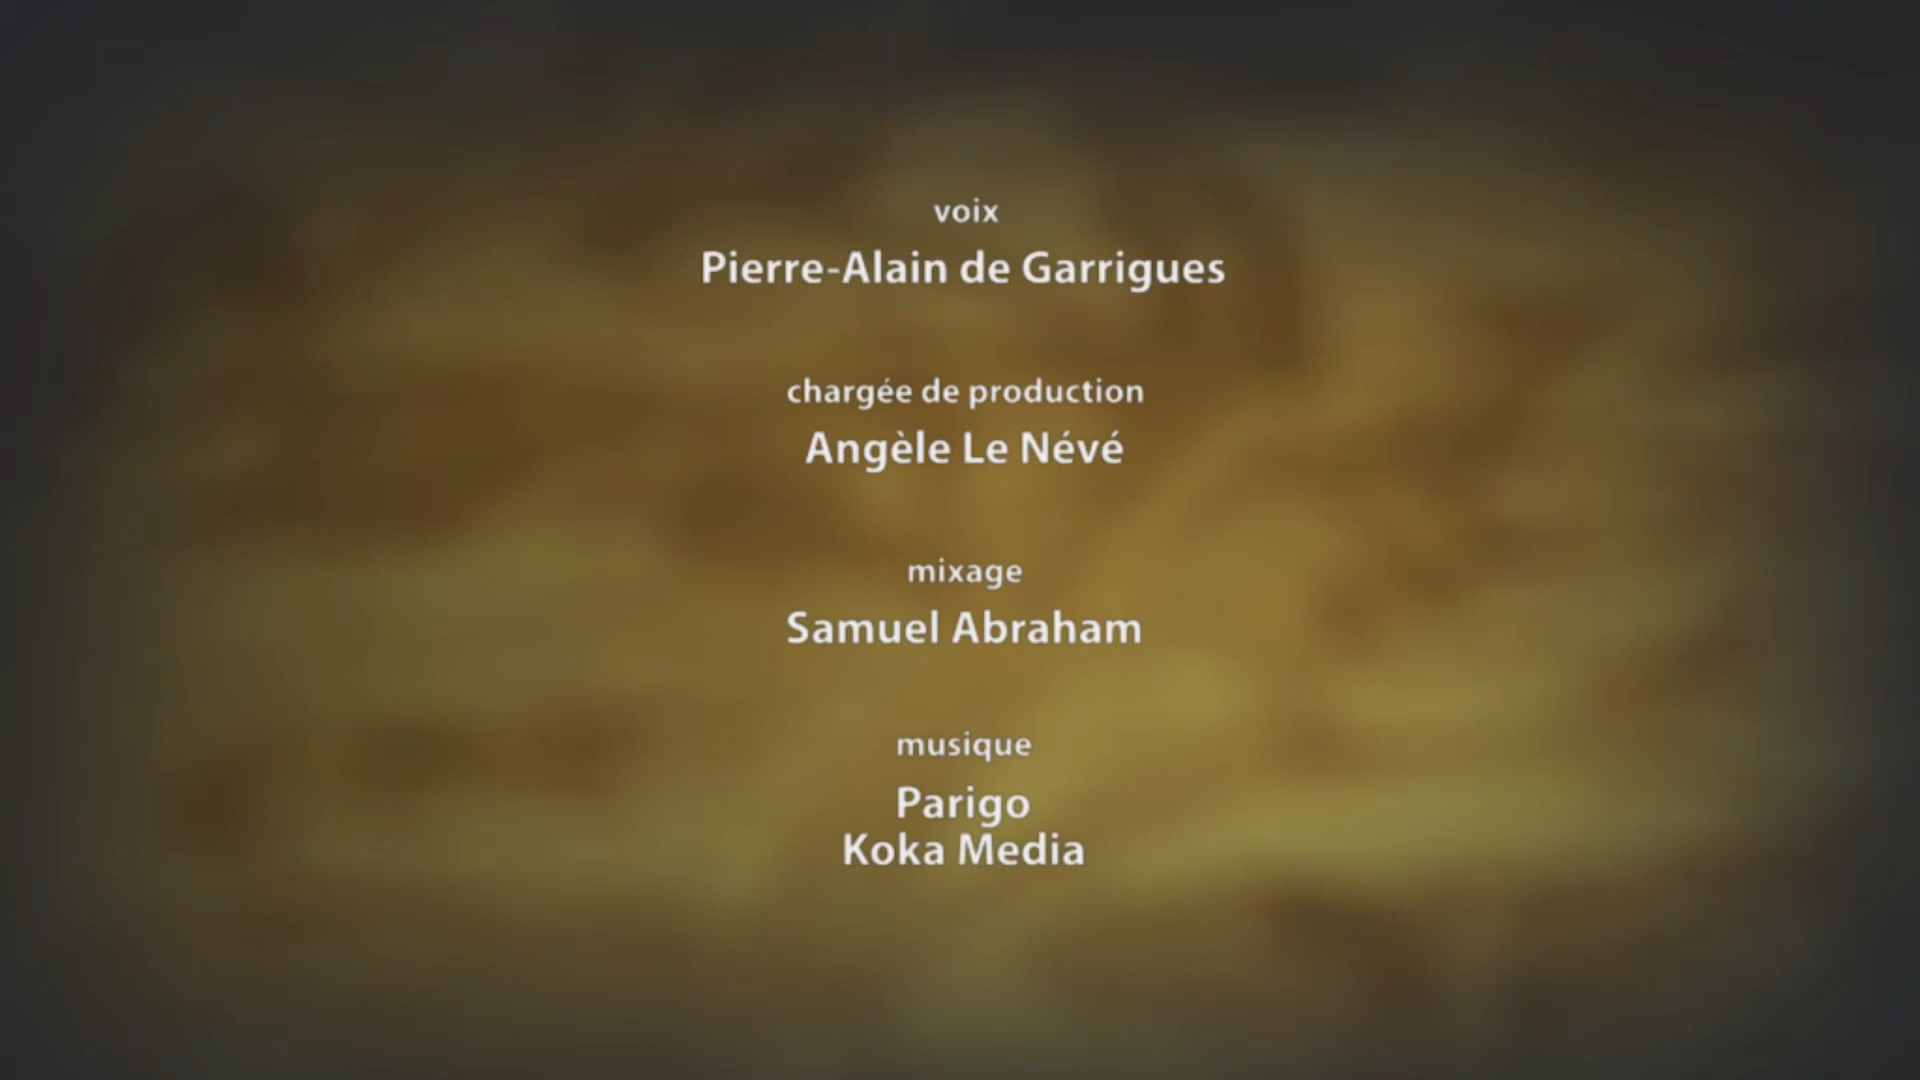 voix
Pierre-Alain de Garrigues
chargée de production
Angèle Le Névé
mixage
Samuel Abraham
musique
Parigo
Koka Media